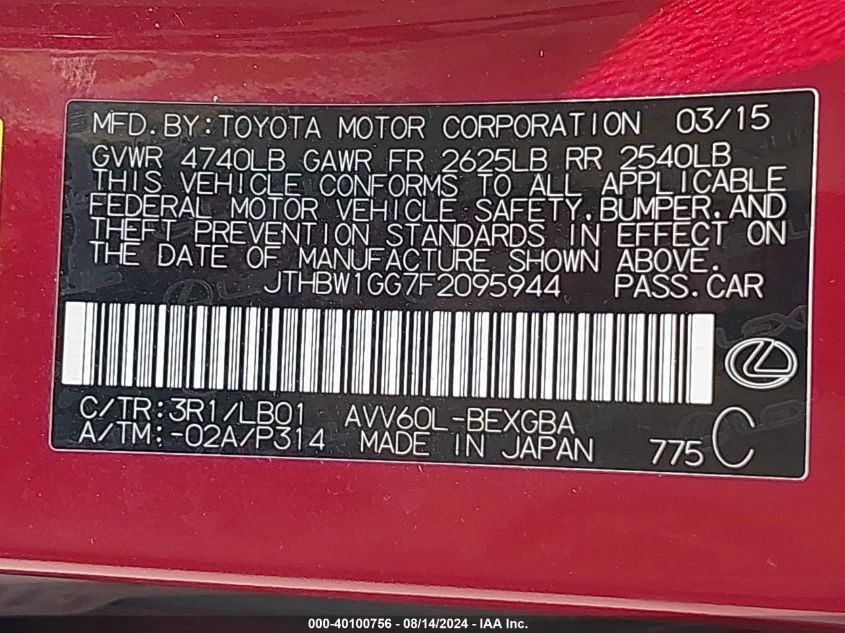 MFD.BY:TOYOTA MOTOR CORPORATION 03/15
GVWR 4740LB GAWR FR 2625LB RR 2540LB
THIS VEHICLE CONFORMS TO ALL APPLICABLE
FEDERAL MOTOR VEHICLE SAFETY,BUMPER,AND
THEFT PREVENTION STANDARDS IN EFFECT ON
THE DATE OF MANUFACTURE SHOWN ABOVE.
JTHBW1GG7F2095944 PASS.CAR
C/TR:3R1/LB01 AVV60L-BEXGBA
A/TM:-02A/P314 MADE IN JAPAN 775 C
000-40100756 - 08/14/2024 - IAA Inc.